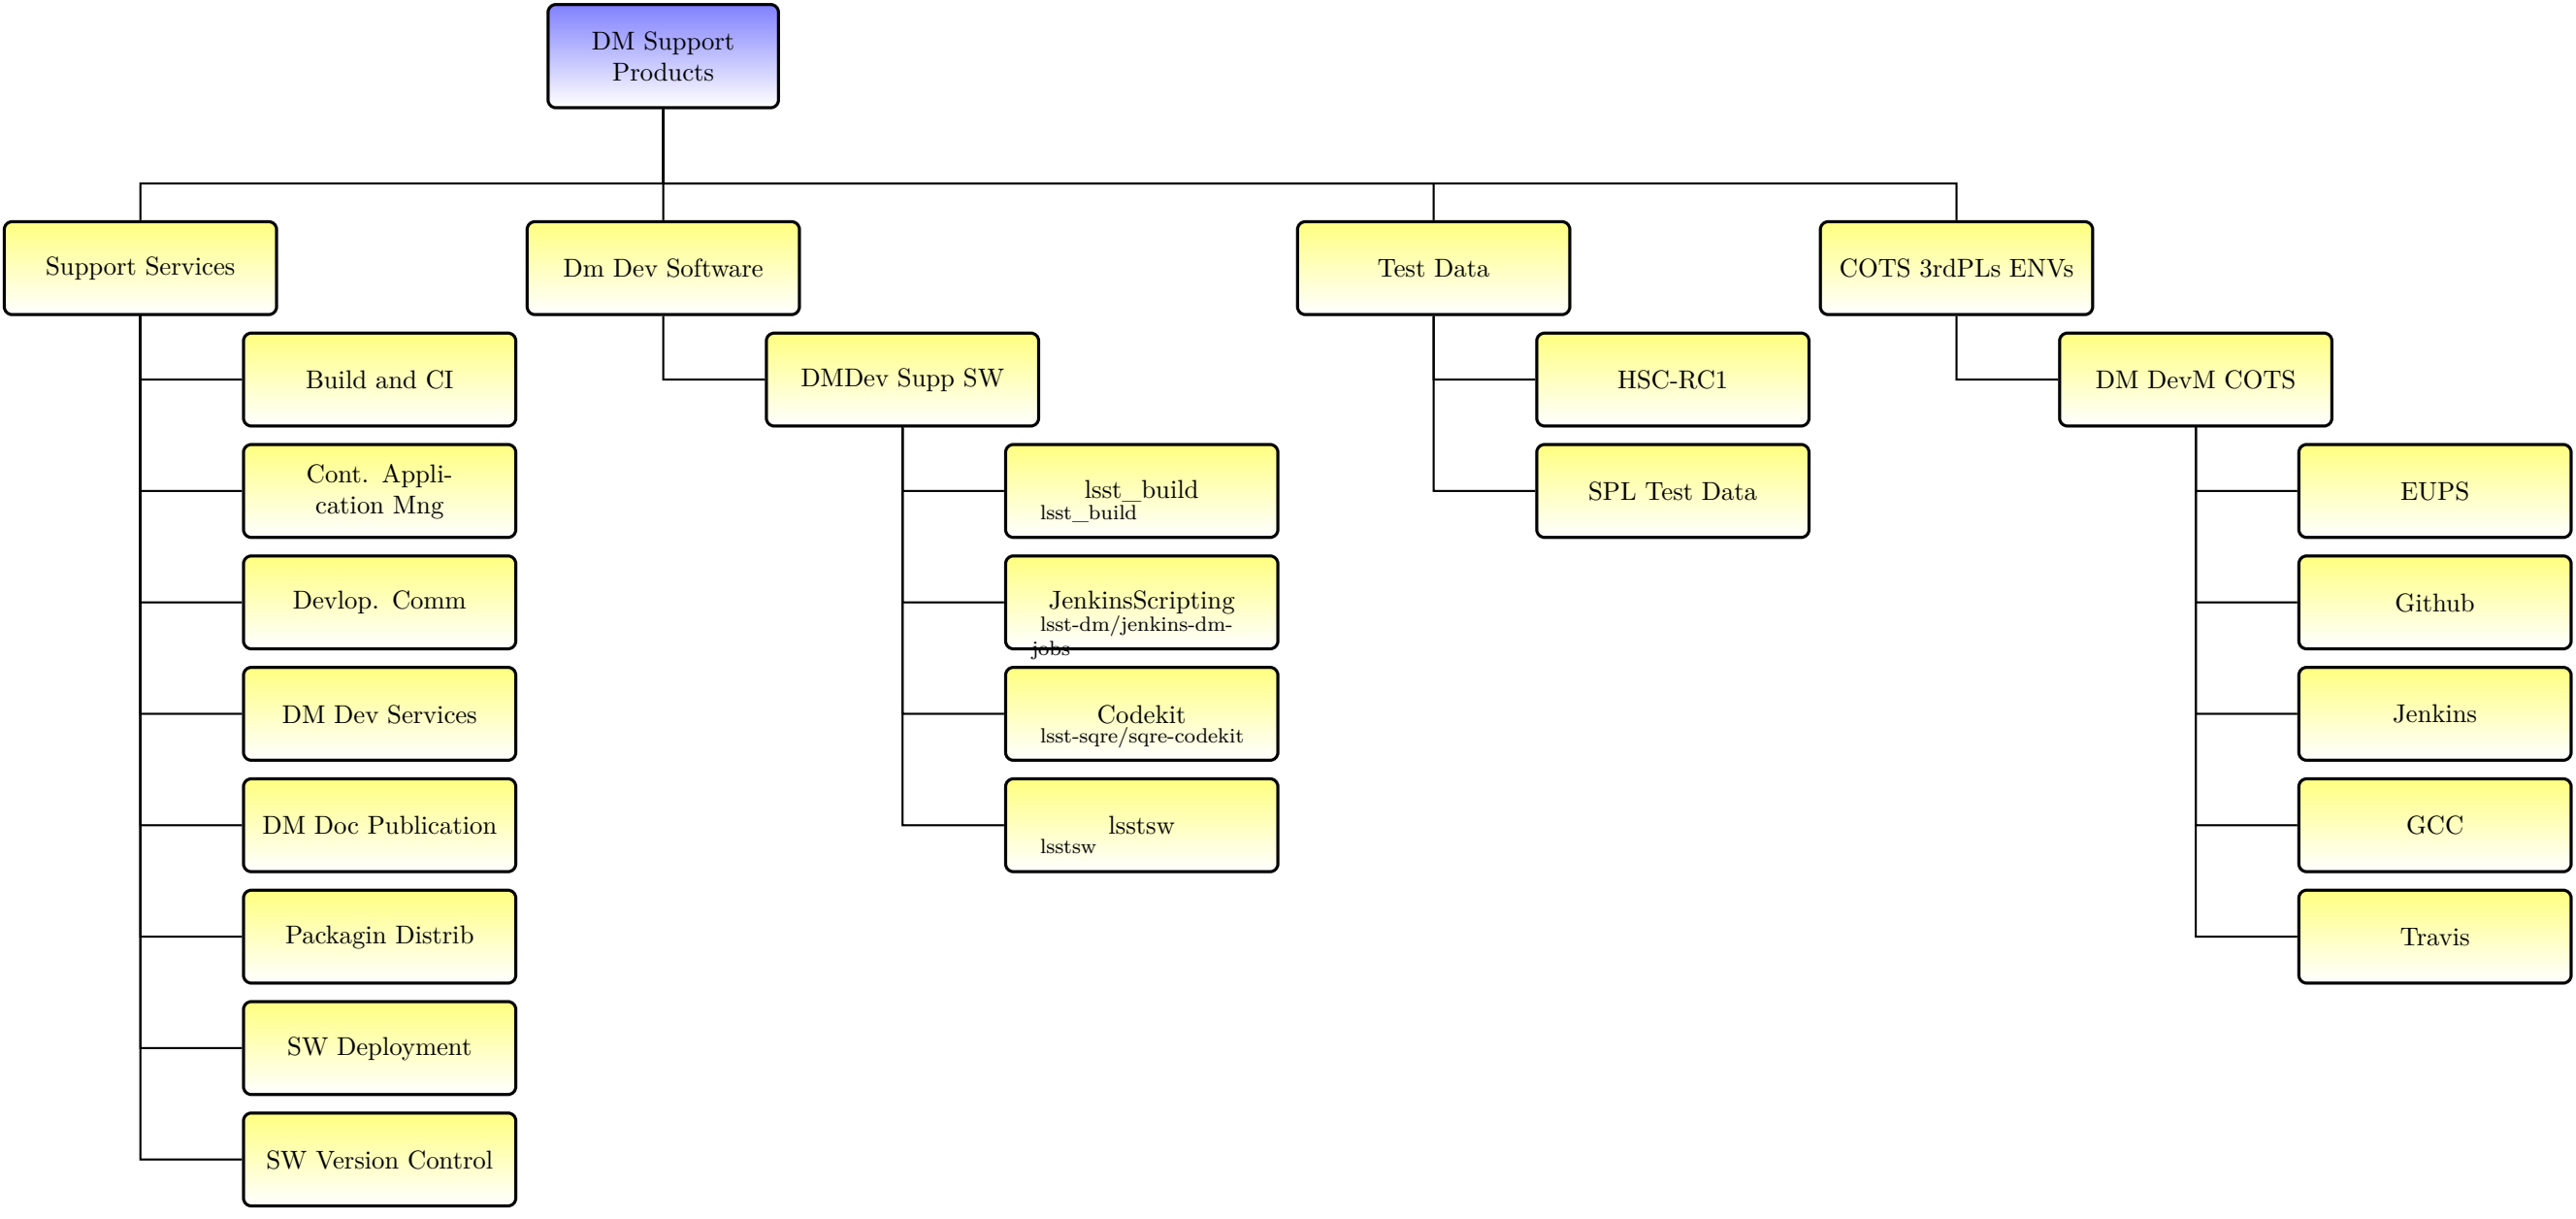 DM Support
Products
Support Services
Build and CI
Cont. Appli-
cation Mng
Devlop. Comm
DM Dev Services
DM Doc Publication
Packagin Distrib
SW Deployment
SW Version Control
Dm Dev Software
DMDev Supp SW
lsst_build
lsst_build
JenkinsScripting
lsst-dm/jenkins-dm-
jobs
Codekit
lsst-sqre/sqre-codekit
lsstsw
lsstsw
Test Data
HSC-RC1
SPL Test Data
COTS 3rdPLs ENVs
DM DevM COTS
EUPS
Github
Jenkins
GCC
Travis